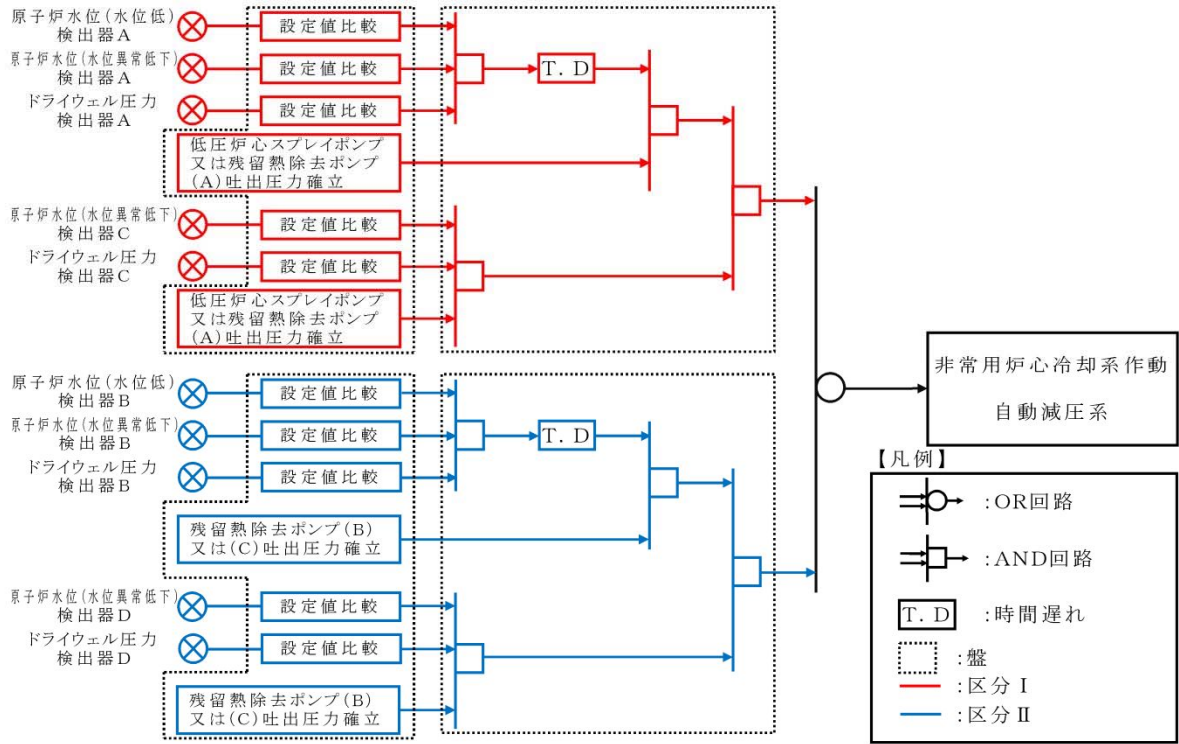 原子炉水位(水位低)
検出器A
設定値比較
原子炉水位(水位異常低下)
検出器A
設定値比較
T. D
ドライウェル圧力
検出器A
設定値比較
低圧炉心スプレイポンプ
又は残留熱除去ポンプ
(A)吐出圧力確立
原子炉水位(水位異常低下)
検出器C
設定値比較
ドライウェル圧力
検出器C
設定値比較
低圧炉心スプレイポンプ
又は残留熱除去ポンプ
(A)吐出圧力確立
原子炉水位(水位低)
検出器B
設定値比較
原子炉水位(水位異常低下)
検出器B
設定値比較
T. D
ドライウェル圧力
検出器B
設定値比較
残留熱除去ポンプ(B)
又は(C)吐出圧力確立
原子炉水位(水位異常低下)
検出器D
設定値比較
ドライウェル圧力
検出器D
設定値比較
残留熱除去ポンプ(B)
又は(C)吐出圧力確立
非常用炉心冷却系作動
自動減圧系
【凡例】
:OR回路
:AND回路
T. D :時間遅れ
:盤
:区分Ⅰ
:区分Ⅱ